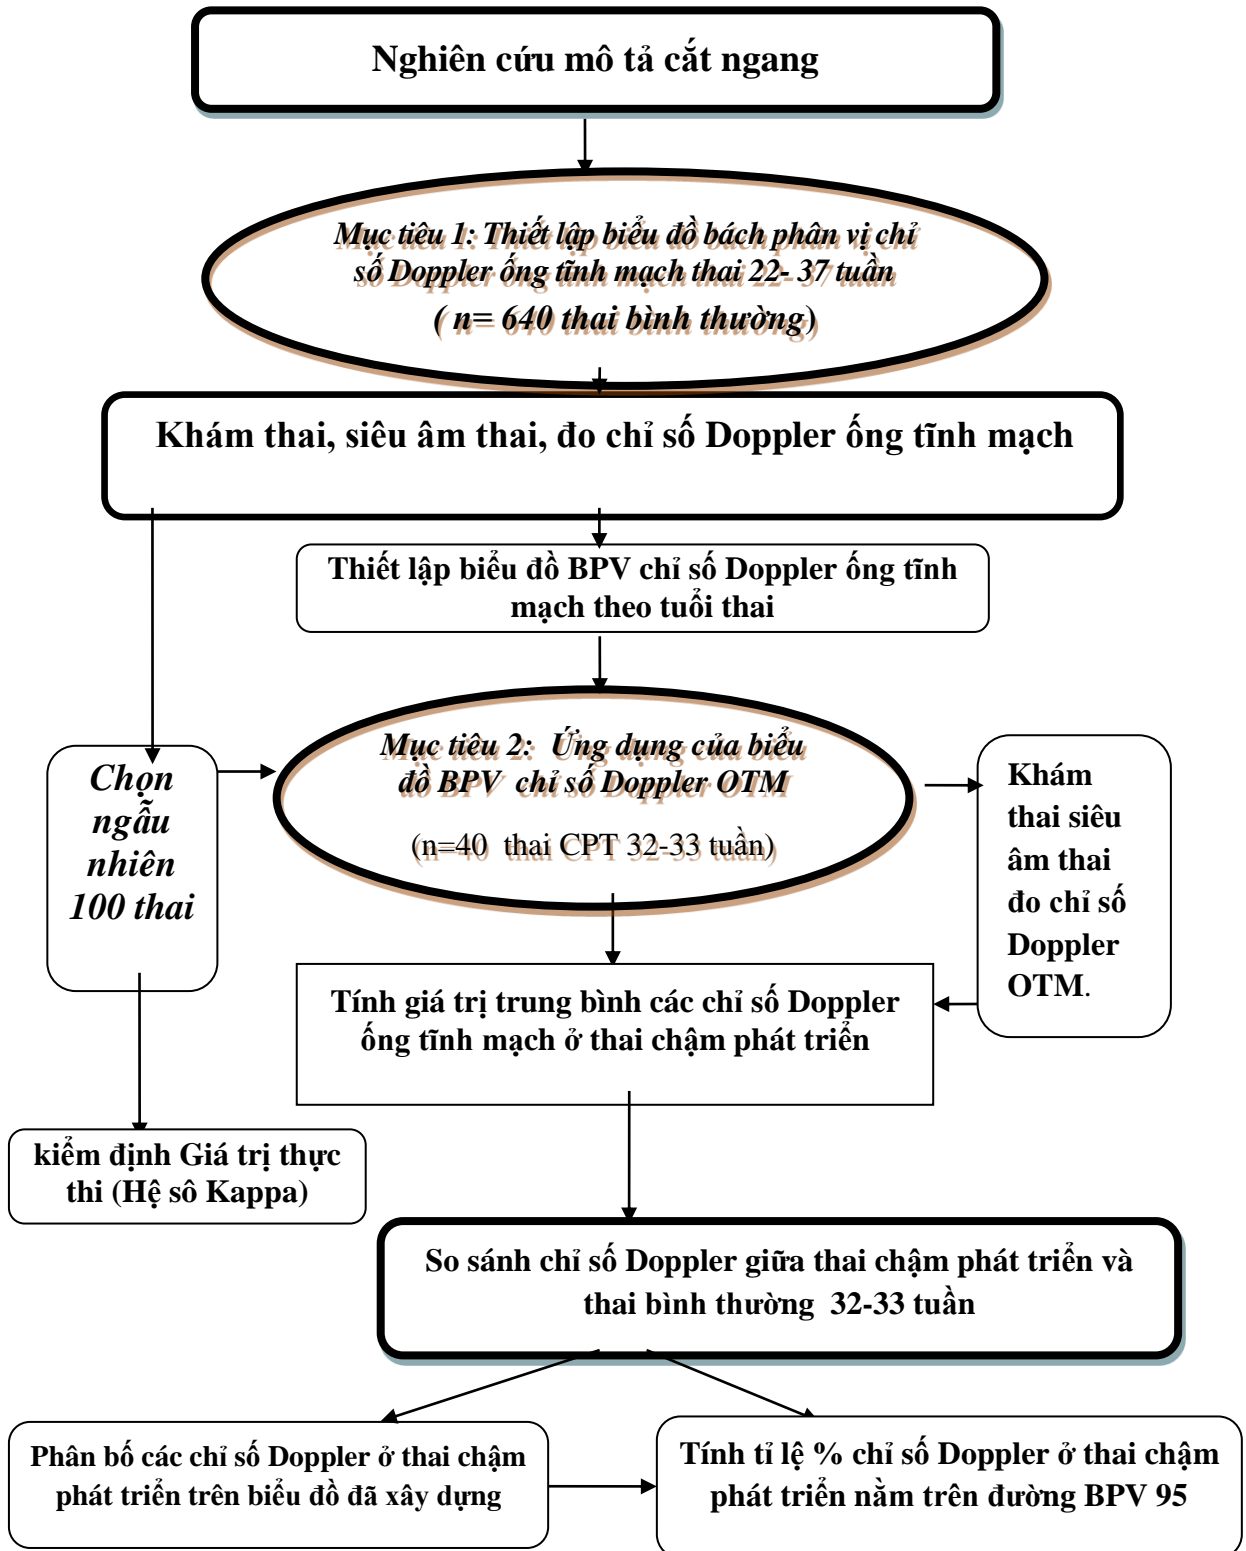 Nghiên cứu mô tả cắt ngang
Mục tiêu 1: Thiết lập biểu đồ bách phân vị chỉ
số Doppler ống tĩnh mạch thai 22- 37 tuần
( n= 640 thai bình thường)
Khám thai, siêu âm thai, đo chỉ số Doppler ống tĩnh mạch
Thiết lập biểu đồ BPV chỉ số Doppler ống tĩnh
mạch theo tuổi thai
Chọn
ngẫu
nhiên
100 thai
Mục tiêu 2: Ứng dụng của biểu
đồ BPV chỉ số Doppler OTM
(n=40 thai CPT 32-33 tuần)
Khám
thai siêu
âm thai
đo chỉ số
Doppler
OTM.
Tính giá trị trung bình các chỉ số Doppler
ống tĩnh mạch ở thai chậm phát triển
kiểm định Giá trị thực
thi (Hệ sô Kappa)
So sánh chỉ số Doppler giữa thai chậm phát triển và
thai bình thường 32-33 tuần
Phân bố các chỉ số Doppler ở thai chậm
phát triển trên biểu đồ đã xây dựng
Tính tỉ lệ % chỉ số Doppler ở thai chậm
phát triển nằm trên đường BPV 95